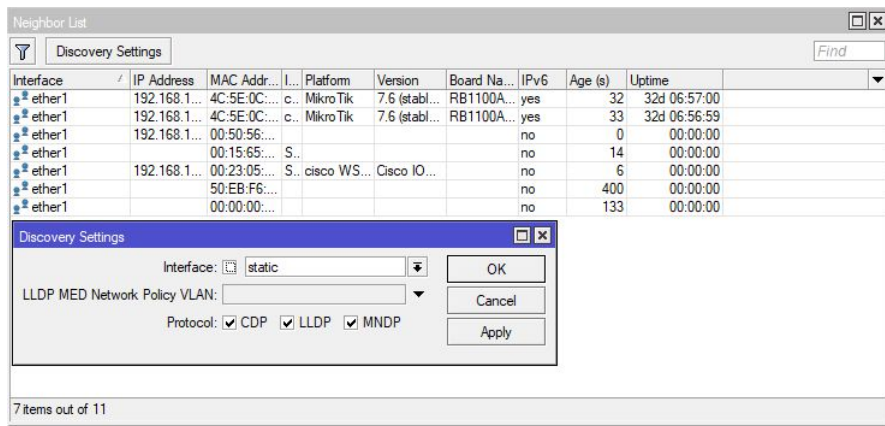 Neighbor List
Discovery Settings Find
Interface IP Address MAC Addr... I... Platform Version Board Na... IPv6 Age (s) Uptime
ether1 192.168.1... 4C:5E:0C:... c.. MikroTik 7.6 (stabl... RB1100A... yes 32 32d 06:57:00
ether1 192.168.1... 4C:5E:0C:... c.. MikroTik 7.6 (stabl... RB1100A... yes 33 32d 06:56:59
ether1 192.168.1... 00:50:56:... no 0 00:00:00
ether1 00:15:65:... S.. no 14 00:00:00
ether1 192.168.1... 00:23:05:... S.. cisco WS... Cisco IO... no 6 00:00:00
ether1 50:EB:F6:... no 400 00:00:00
ether1 00:00:00:... no 133 00:00:00
Discovery Settings
Interface: static OK
LLDP MED Network Policy VLAN: Cancel
Protocol: CDP LLDP MNDP Apply
7 items out of 11